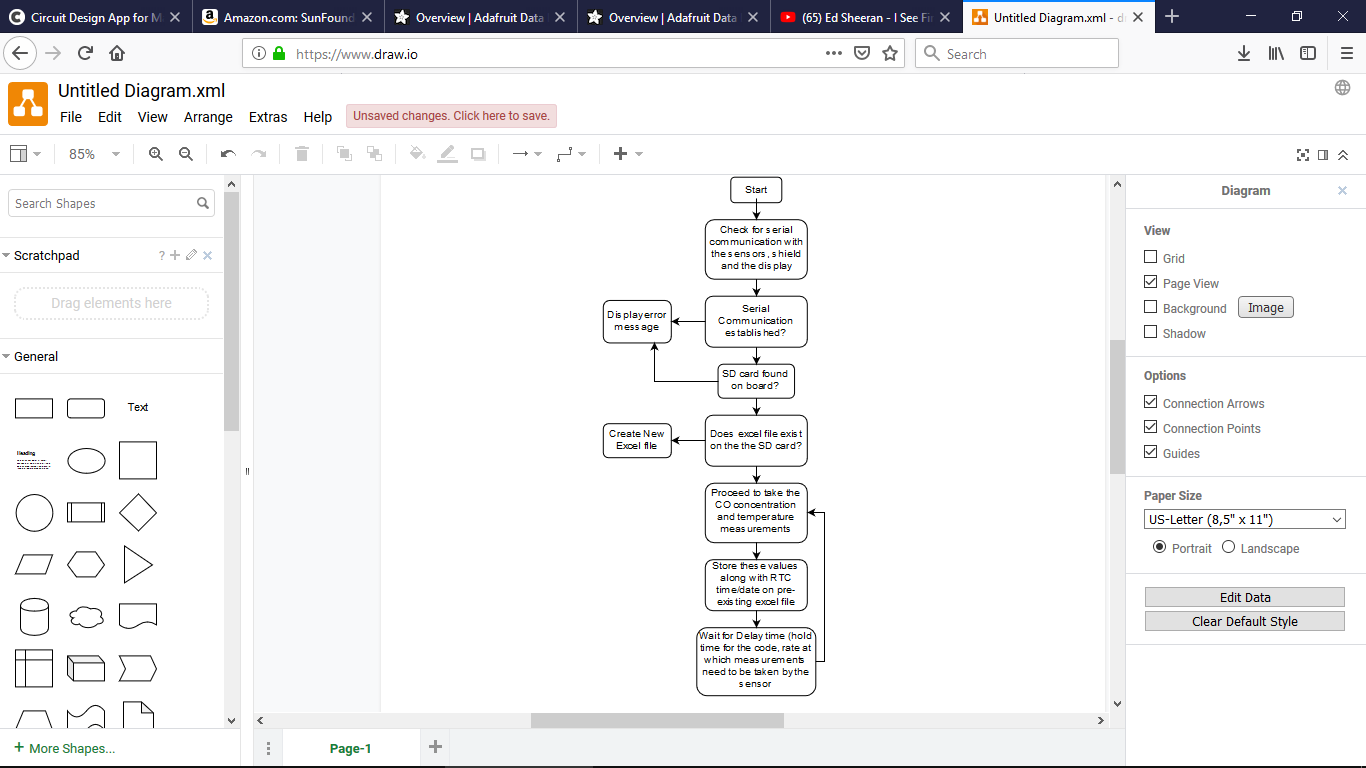 Circuit Design App for M
Amazon.com: SunFound
Overview | Adafruit Data
Overview | Adafruit Data
(65) Ed Sheeran - I See Fir
Untitled Diagram.xml - d
https://www.draw.io
Search
Untitled Diagram.xml
File Edit View Arrange Extras Help
Unsaved changes. Click here to save.
85%
Search Shapes
Scratchpad
?
Drag elements here
General
Text
Heading
More Shapes...
Start
Check for serial
communication with
the sensors, shield
and the display
Serial
Communication
established?
Display error
message
SD card found
on board?
Does excel file exist
on the the SD card?
Create New
Excel file
Proceed to take the
CO concentration
and temperature
measurements
Store these values
along with RTC
time/date on pre-
existing excel file
Wait for Delay time (hold
time for the code, rate at
which measurements
need to be taken by the
sensor
Page-1
Diagram
View
Grid
Page View
Background
Image
Shadow
Options
Connection Arrows
Connection Points
Guides
Paper Size
US-Letter (8,5" x 11")
Portrait
Landscape
Edit Data
Clear Default Style